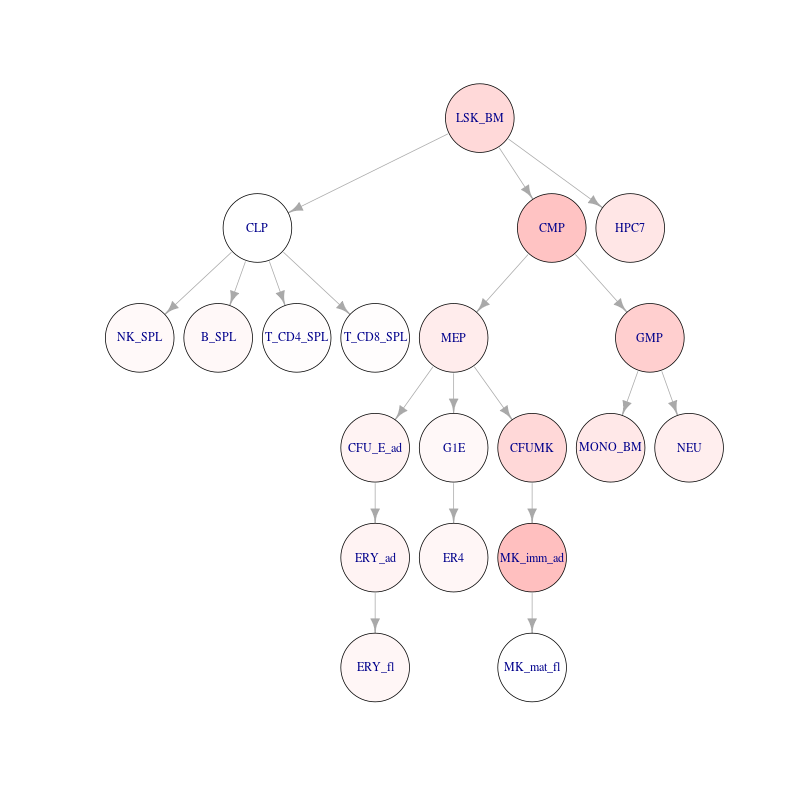 LSK_BM
CLP
CMP
HPC7
NK_SPL
B_SPL
T_CD4_SPL
T_CD8_SPL
MEP
GMP
CFU_E_ad
G1E
CFUMK
MONO_BM
NEU
ERY_ad
ER4
MK_imm_ad
ERY_fl
MK_mat_fl